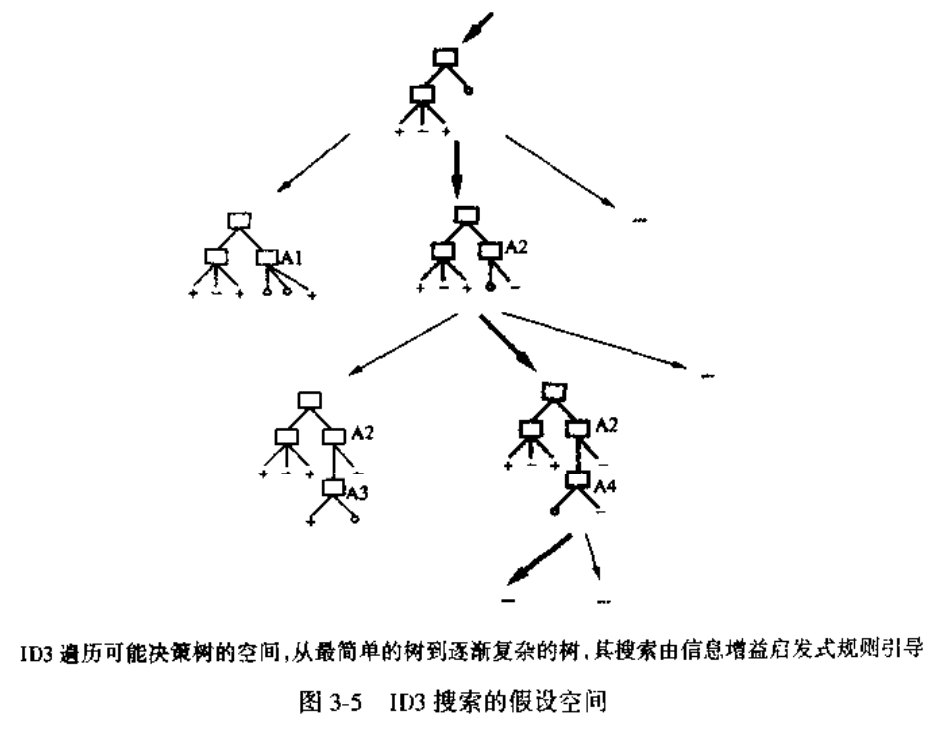 + − +
...
A1
+ − + +
A2
+ − + −
...
A2
+ − + −
A3
+
A2
+ − + −
A4
−
... ...
ID3 遍历可能决策树的空间,从最简单的树到逐渐复杂的树,其搜索由信息增益启发式规则引导
图 3-5 ID3 搜索的假设空间